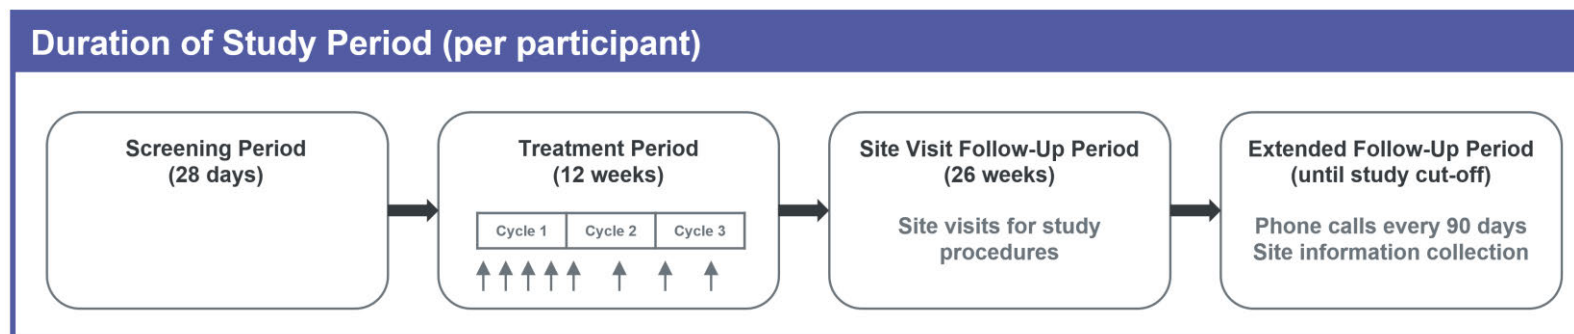 Duration of Study Period (per participant)
Screening Period
(28 days)
Treatment Period
(12 weeks)
Cycle 1
Cycle 2
Cycle 3
Site Visit Follow-Up Period
(26 weeks)
Site visits for study
procedures
Extended Follow-Up Period
(until study cut-off)
Phone calls every 90 days
Site information collection